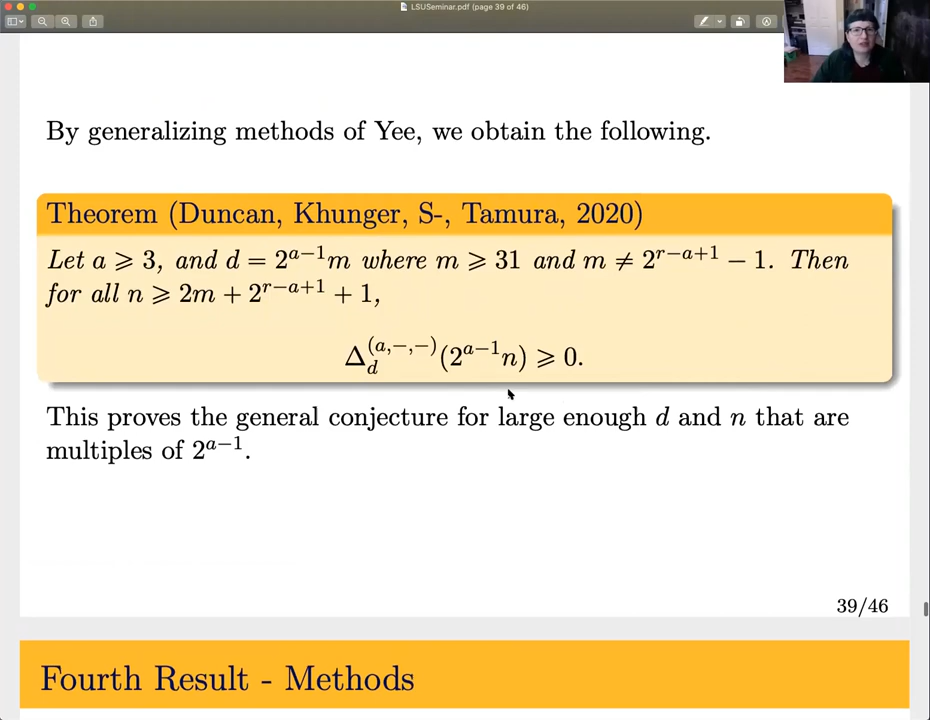 LSUSeminar.pdf (page 39 of 46)
By generalizing methods of Yee, we obtain the following.
Theorem (Duncan, Khunger, S-, Tamura, 2020)
Let a ⩾ 3, and d = 2^{a−1}m where m ⩾ 31 and m ≠ 2^{r−a+1} − 1. Then
for all n ⩾ 2m + 2^{r−a+1} + 1,
Δ_d^{(a,−,−)}(2^{a−1}n) ⩾ 0.
This proves the general conjecture for large enough d and n that are
multiples of 2^{a−1}.
39/46
Fourth Result - Methods